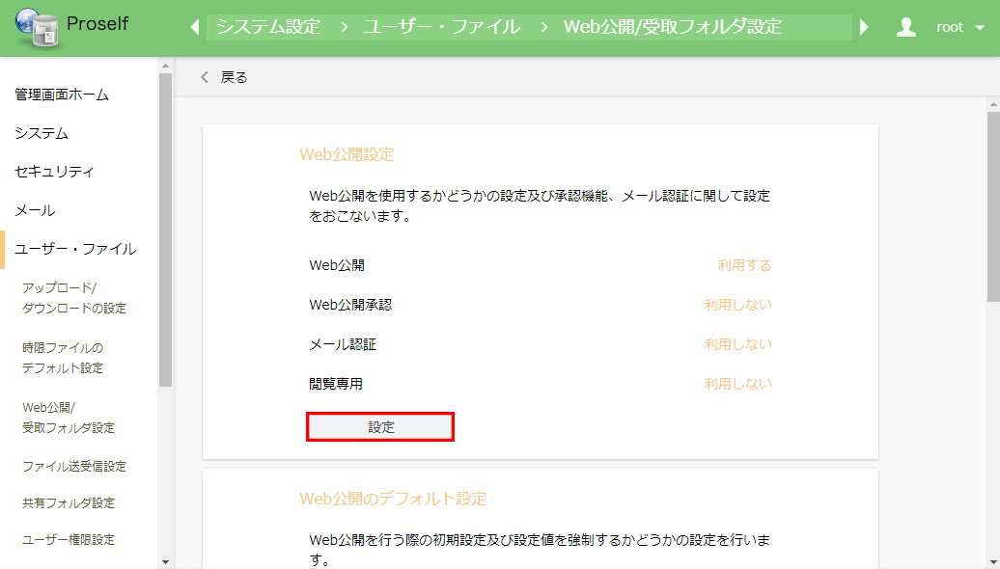 Proself
システム設定 > ユーザー・ファイル > Web公開/受取フォルダ設定
root
管理画面ホーム
システム
セキュリティ
メール
ユーザー・ファイル
アップロード/
ダウンロードの設定
時限ファイルの
デフォルト設定
Web公開/
受取フォルダ設定
ファイル送受信設定
共有フォルダ設定
ユーザー権限設定
戻る
Web公開設定
Web公開を使用するかどうかの設定及び承認機能、メール認証に関して設定
をおこないます。
Web公開 利用する
Web公開承認 利用しない
メール認証 利用しない
閲覧専用 利用しない
設定
Web公開のデフォルト設定
Web公開を行う際の初期設定及び設定値を強制するかどうかの設定を行いま
す。